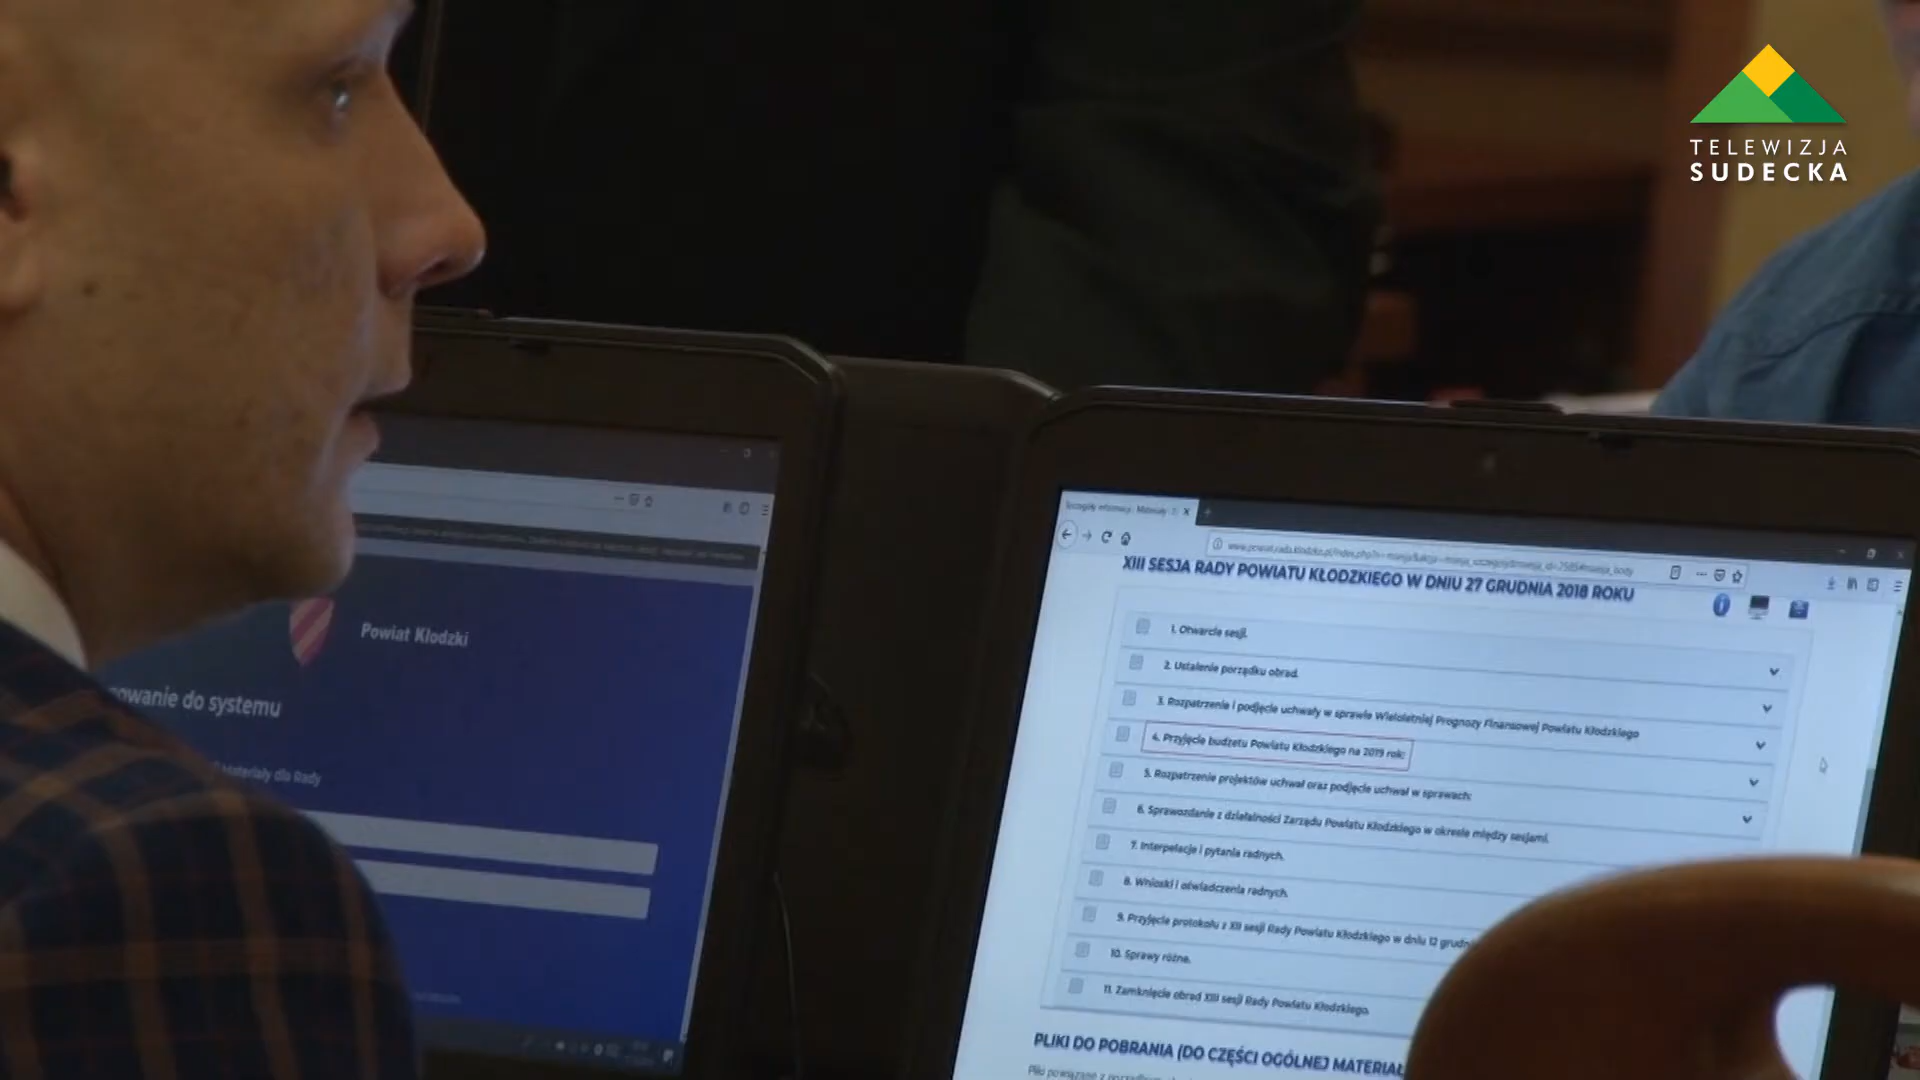 TELEWIZJA
SUDECKA
Powiat Kłodzki
owanie do systemu
Materiały dla Rady
XIII SESJA RADY POWIATU KŁODZKIEGO W DNIU 27 GRUDNIA 2018 ROKU
1. Otwarcie sesji.
2. Ustalenie porządku obrad.
3. Rozpatrzenie i podjęcie uchwały w sprawie Wieloletniej Prognozy Finansowej Powiatu Kłodzkiego
4. Przyjęcie budżetu Powiatu Kłodzkiego na 2019 rok:
5. Rozpatrzenie projektów uchwał oraz podjęcie uchwał w sprawach:
6. Sprawozdanie z działalności Zarządu Powiatu Kłodzkiego w okresie między sesjami.
7. Interpelacje i pytania radnych.
8. Wnioski i oświadczenia radnych.
9. Przyjęcie protokołu z XII sesji Rady Powiatu Kłodzkiego w dniu 12 grudn
10. Sprawy różne.
11. Zamknięcie obrad XIII sesji Rady Powiatu Kłodzkiego.
PLIKI DO POBRANIA (DO CZĘŚCI OGÓLNEJ MATERIAŁ